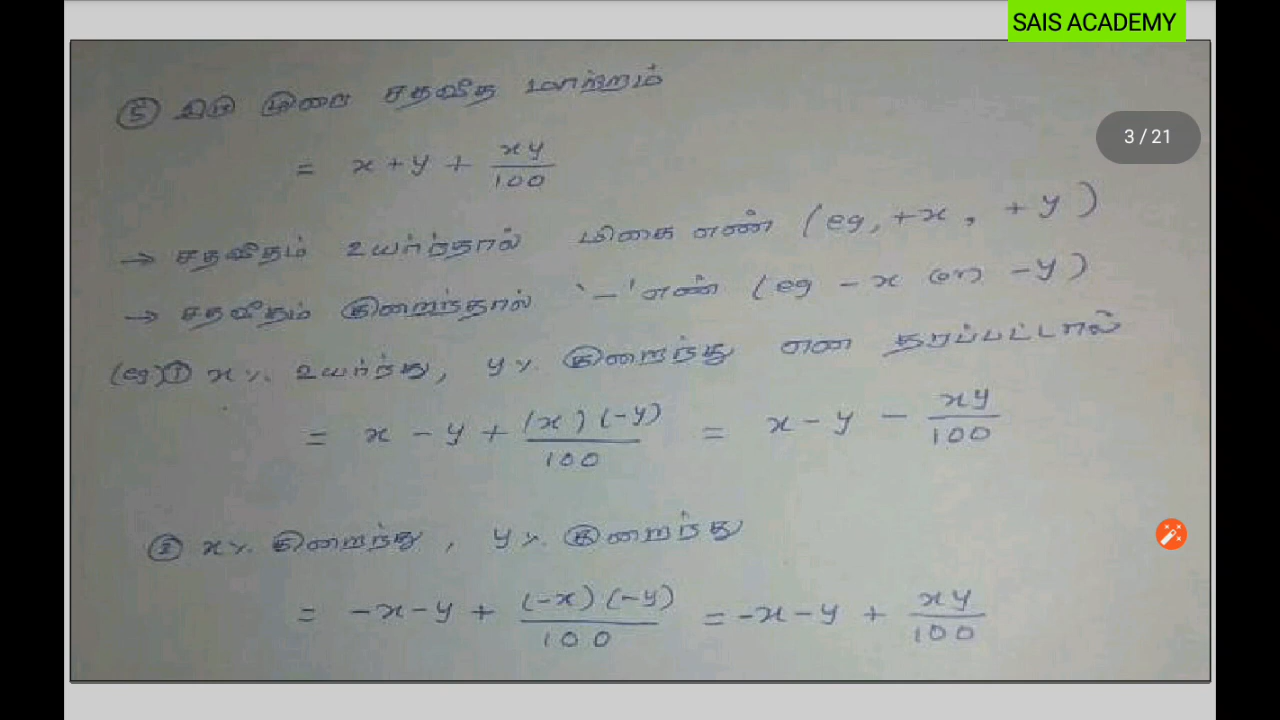 SAIS ACADEMY
3 / 21
⑤ இரு முறை சதவீத மாற்றம்
= x + y + xy/100
→ சதவீதம் உயர்ந்தால் மிகை எண் (eg, +x, +y)
→ சதவீதம் குறைந்தால் '–' எண் (eg -x (or) -y)
(eg) ① x% உயர்ந்து, y% குறைந்து என தரப்பட்டால்
= x - y + (x)(-y)/100 = x - y - xy/100
② x% குறைந்து, y% குறைந்து
= -x - y + (-x)(-y)/100 = -x - y + xy/100